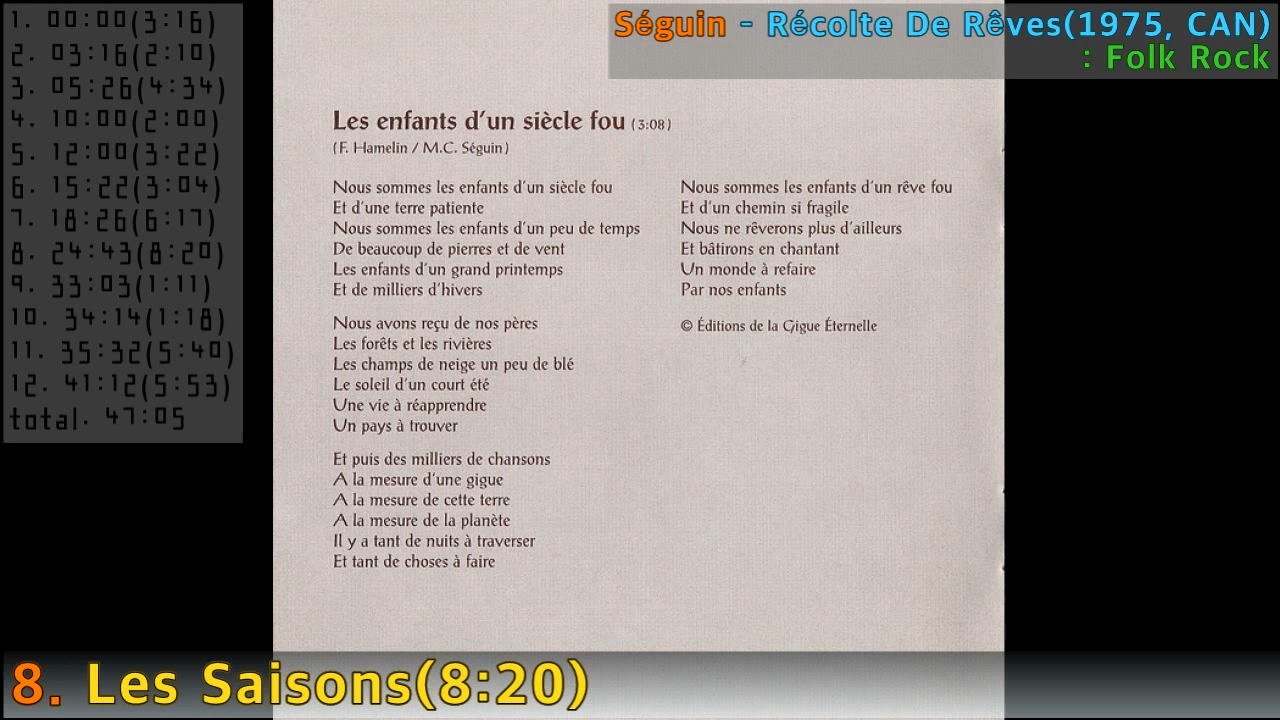 1. 00:00(3:16)
2. 03:16(2:10)
3. 05:26(4:34)
4. 10:00(2:00)
5. 12:00(3:22)
6. 15:22(3:04)
7. 18:26(6:17)
8. 24:43(8:20)
9. 33:03(1:11)
10. 34:14(1:18)
11. 35:32(5:40)
12. 41:12(5:53)
total. 47:05
Séguin - Récolte De Rêves(1975, CAN)
: Folk Rock
Les enfants d'un siècle fou (3:08)
(F. Hamelin / M.C. Séguin)
Nous sommes les enfants d'un siècle fou
Et d'une terre patiente
Nous sommes les enfants d'un peu de temps
De beaucoup de pierres et de vent
Les enfants d'un grand printemps
Et de milliers d'hivers
Nous avons reçu de nos pères
Les forêts et les rivières
Les champs de neige un peu de blé
Le soleil d'un court été
Une vie à réapprendre
Un pays à trouver
Et puis des milliers de chansons
A la mesure d'une gigue
A la mesure de cette terre
A la mesure de la planète
Il y a tant de nuits à traverser
Et tant de choses à faire
Nous sommes les enfants d'un rêve fou
Et d'un chemin si fragile
Nous ne rêverons plus d'ailleurs
Et bâtirons en chantant
Un monde à refaire
Par nos enfants
© Éditions de la Gigue Éternelle
8. Les Saisons(8:20)